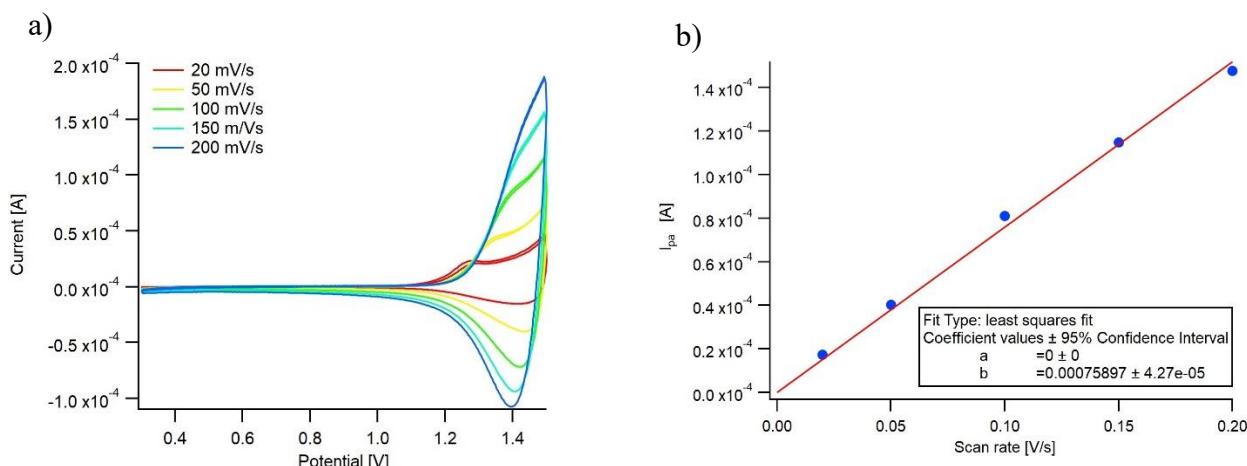 a)
2.0 x10⁻⁴
1.5 x10⁻⁴
1.0 x10⁻⁴
0.5 x10⁻⁴
0.0 x10⁻⁴
-0.5 x10⁻⁴
-1.0 x10⁻⁴
Current [A]
20 mV/s
50 mV/s
100 mV/s
150 m/Vs
200 mV/s
0.4 0.6 0.8 1.0 1.2 1.4
Potential [V]
b)
1.4 x10⁻⁴
1.2 x10⁻⁴
1.0 x10⁻⁴
0.8 x10⁻⁴
0.6 x10⁻⁴
0.4 x10⁻⁴
0.2 x10⁻⁴
0.0 x10⁻⁴
Iₚₐ [A]
Fit Type: least squares fit
Coefficient values ± 95% Confidence Interval
a =0 ± 0
b =0.00075897 ± 4.27e-05
0.00 0.05 0.10 0.15 0.20
Scan rate [V/s]